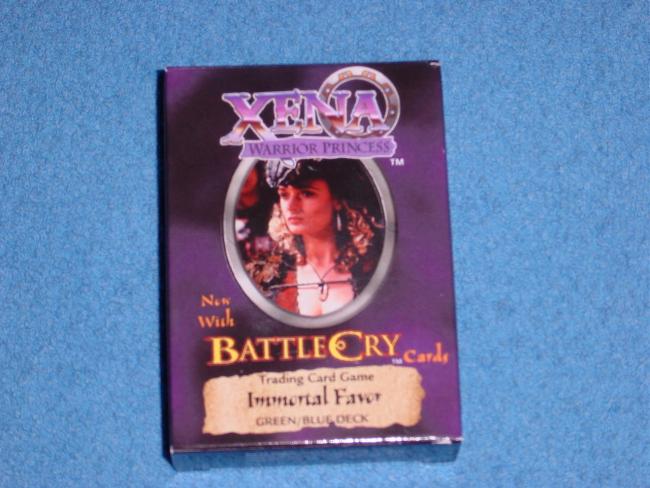 XENA
WARRIOR PRINCESS
TM
New
With
BATTLECRY TM Cards
Trading Card Game
Immortal Favor
GREEN/BLUE DECK